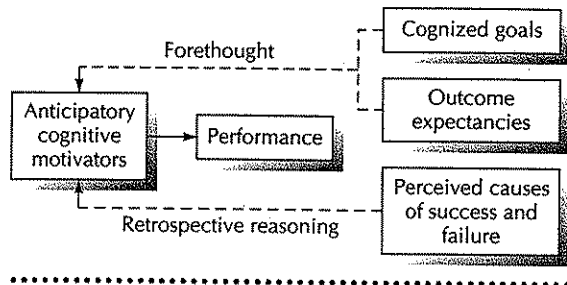 Cognized goals
Forethought
Outcome
expectancies
Anticipatory
cognitive
motivators
Performance
Perceived causes
of success and
failure
Retrospective reasoning